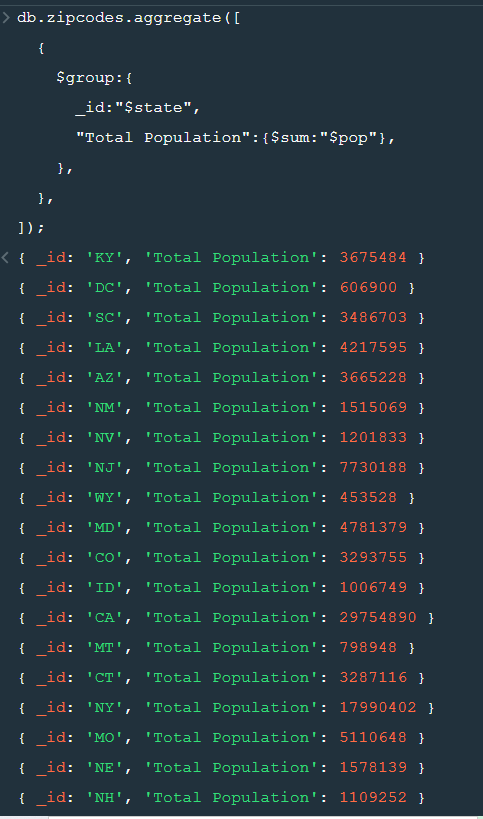 > db.zipcodes.aggregate([
{
$group:{
_id:"$state",
"Total Population":{$sum:"$pop"},
},
},
]);
< { _id: 'KY', 'Total Population': 3675484 }
{ _id: 'DC', 'Total Population': 606900 }
{ _id: 'SC', 'Total Population': 3486703 }
{ _id: 'LA', 'Total Population': 4217595 }
{ _id: 'AZ', 'Total Population': 3665228 }
{ _id: 'NM', 'Total Population': 1515069 }
{ _id: 'NV', 'Total Population': 1201833 }
{ _id: 'NJ', 'Total Population': 7730188 }
{ _id: 'WY', 'Total Population': 453528 }
{ _id: 'MD', 'Total Population': 4781379 }
{ _id: 'CO', 'Total Population': 3293755 }
{ _id: 'ID', 'Total Population': 1006749 }
{ _id: 'CA', 'Total Population': 29754890 }
{ _id: 'MT', 'Total Population': 798948 }
{ _id: 'CT', 'Total Population': 3287116 }
{ _id: 'NY', 'Total Population': 17990402 }
{ _id: 'MO', 'Total Population': 5110648 }
{ _id: 'NE', 'Total Population': 1578139 }
{ _id: 'NH', 'Total Population': 1109252 }